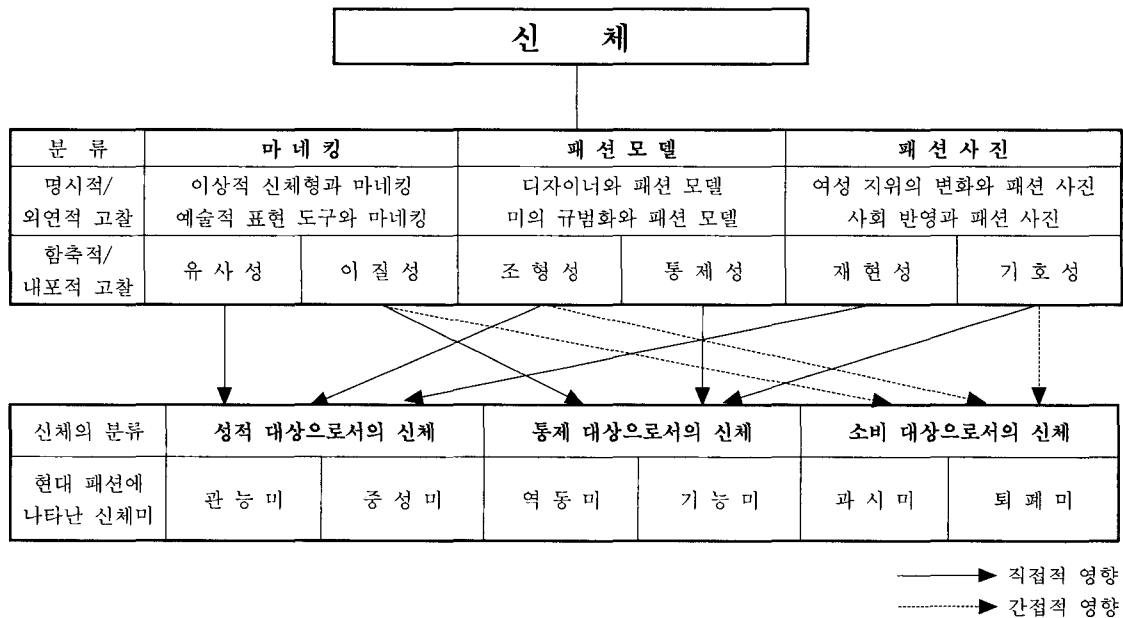 신 체
분 류 마 네 킹 패 션 모 델 패 션 사 진
명시적/ 이상적 신체형과 마네킹 디자이너와 패션 모델 여성 지위의 변화와 패션 사진
외연적 고찰 예술적 표현 도구와 마네킹 미의 규범화와 패션 모델 사회 반영과 패션 사진
함축적/
내포적 고찰 유 사 성 이 질 성 조 형 성 통 제 성 재 현 성 기 호 성
신체의 분류 성적 대상으로서의 신체 통제 대상으로서의 신체 소비 대상으로서의 신체
현대 패션에
나타난 신체미 관 능 미 중 성 미 역 동 미 기 능 미 과 시 미 퇴 폐 미
직접적 영향
간접적 영향